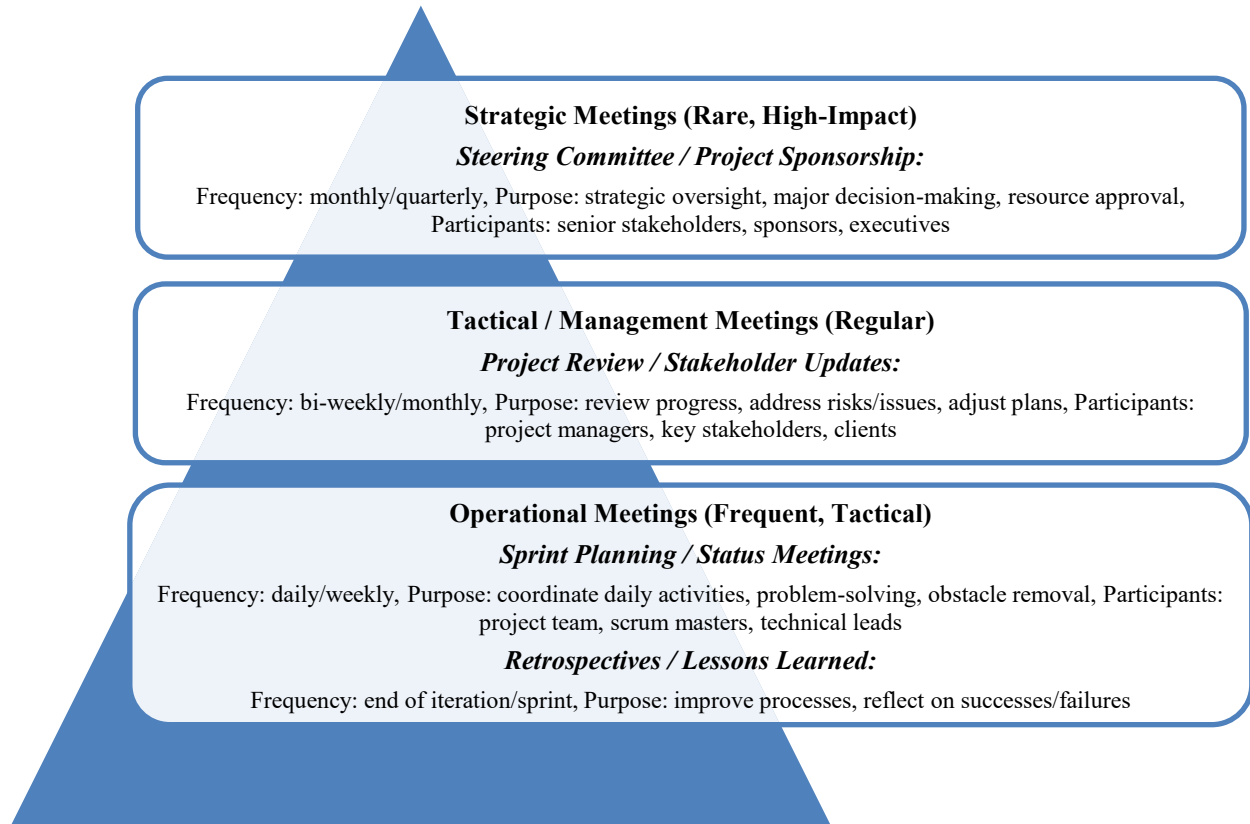 Strategic Meetings (Rare, High-Impact)
Steering Committee / Project Sponsorship:
Frequency: monthly/quarterly, Purpose: strategic oversight, major decision-making, resource approval,
Participants: senior stakeholders, sponsors, executives
Tactical / Management Meetings (Regular)
Project Review / Stakeholder Updates:
Frequency: bi-weekly/monthly, Purpose: review progress, address risks/issues, adjust plans, Participants:
project managers, key stakeholders, clients
Operational Meetings (Frequent, Tactical)
Sprint Planning / Status Meetings:
Frequency: daily/weekly, Purpose: coordinate daily activities, problem-solving, obstacle removal, Participants:
project team, scrum masters, technical leads
Retrospectives / Lessons Learned:
Frequency: end of iteration/sprint, Purpose: improve processes, reflect on successes/failures